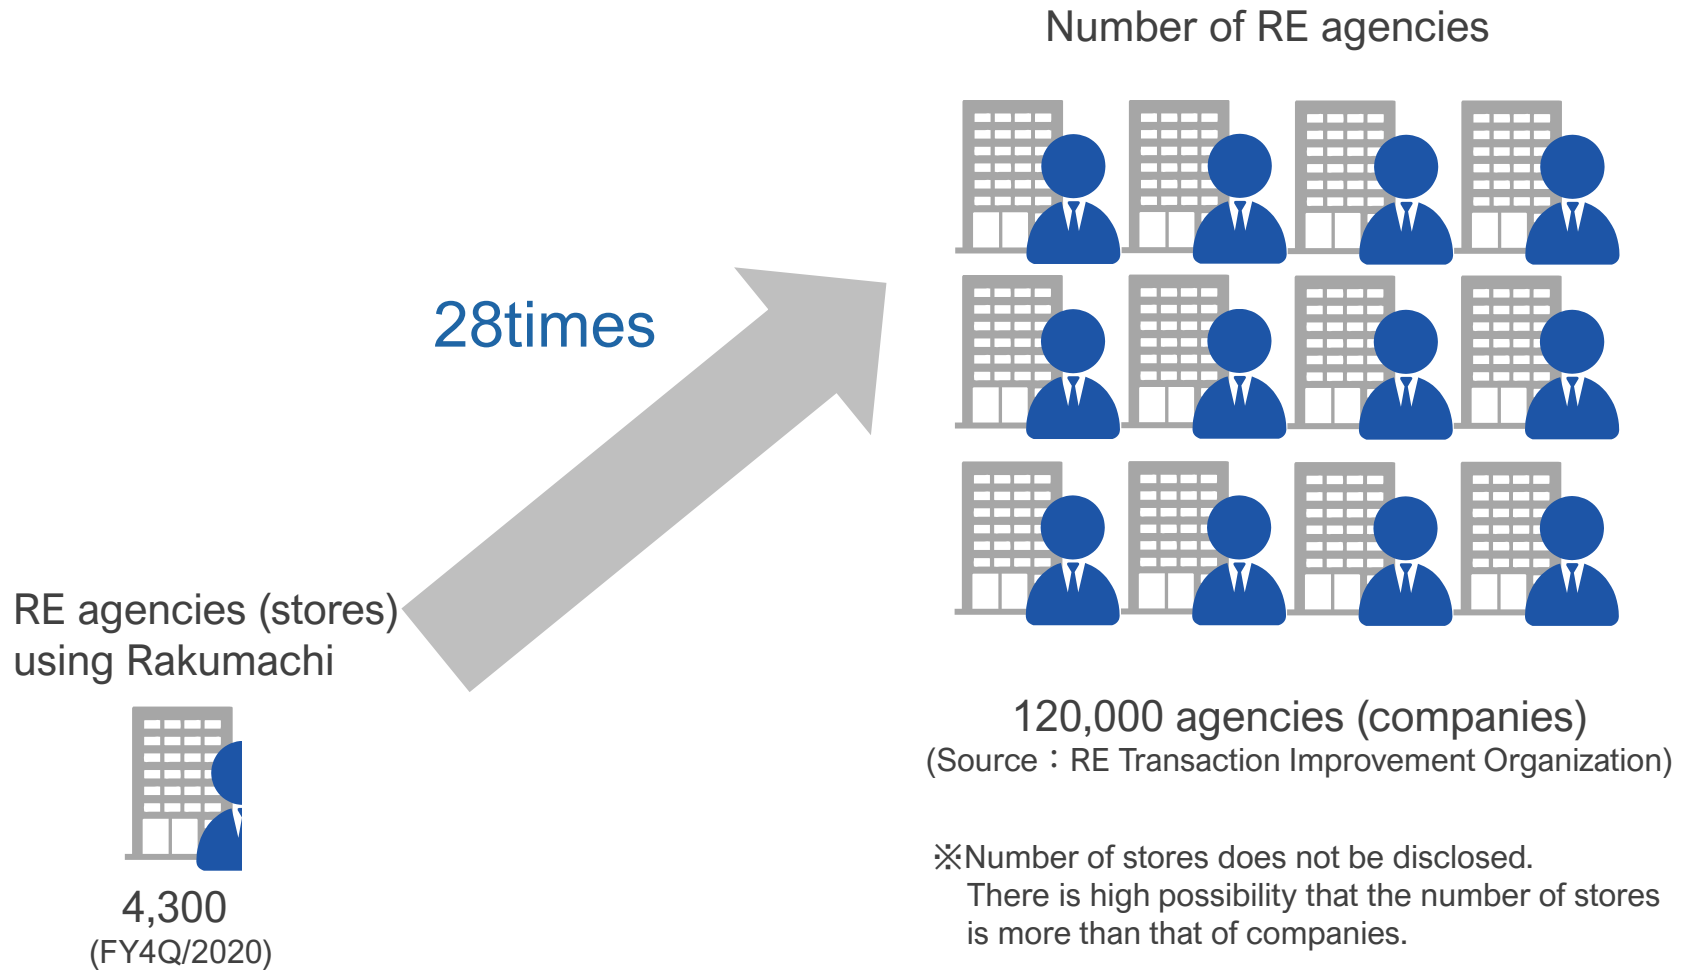 Number of RE agencies
28times
RE agencies (stores)
using Rakumachi
4,300
(FY4Q/2020)
120,000 agencies (companies)
(Source：RE Transaction Improvement Organization)
※Number of stores does not be disclosed.
There is high possibility that the number of stores
is more than that of companies.